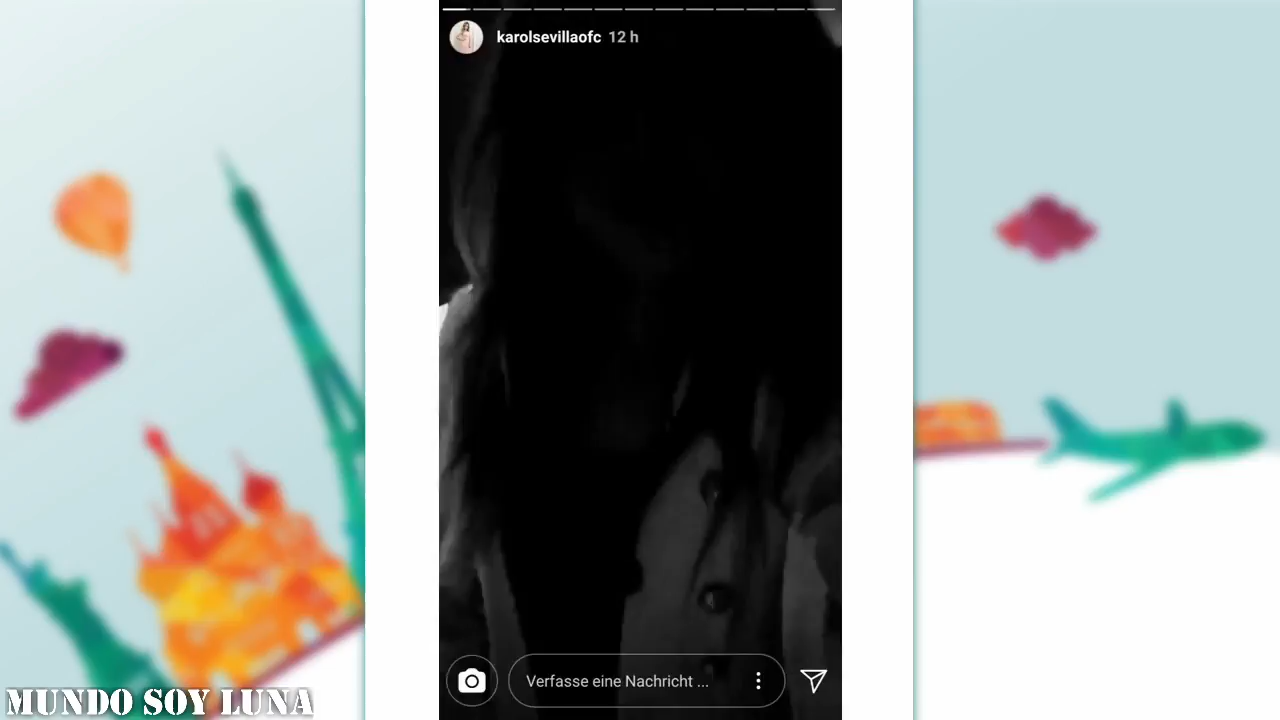 karolsevillaofc 12 h
Verfasse eine Nachricht ...
MUNDO SOY LUNA